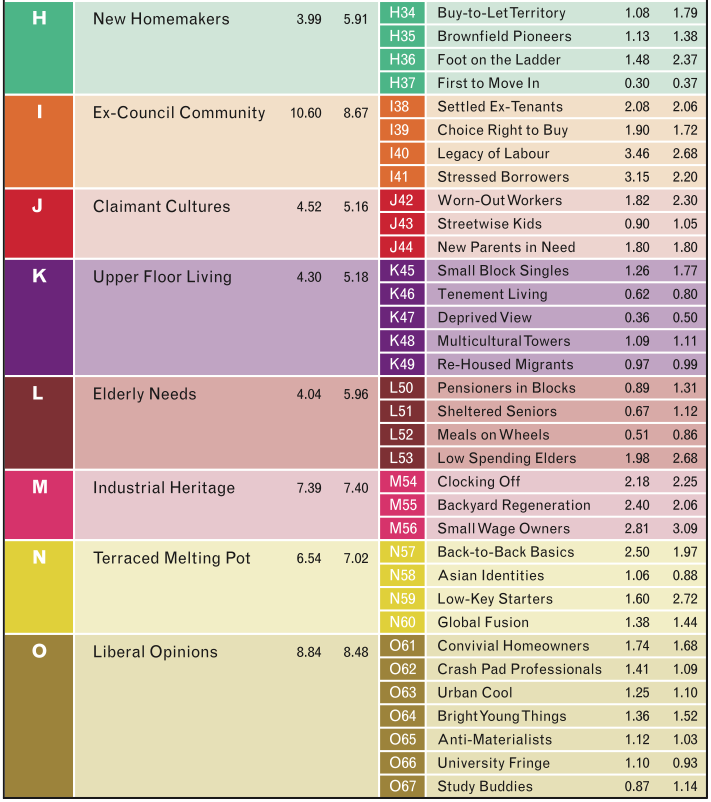 H New Homemakers 3.99 5.91 H34 Buy-to-Let Territory 1.08 1.79
H35 Brownfield Pioneers 1.13 1.38
H36 Foot on the Ladder 1.48 2.37
H37 First to Move In 0.30 0.37
I Ex-Council Community 10.60 8.67 I38 Settled Ex-Tenants 2.08 2.06
I39 Choice Right to Buy 1.90 1.72
I40 Legacy of Labour 3.46 2.68
I41 Stressed Borrowers 3.15 2.20
J Claimant Cultures 4.52 5.16 J42 Worn-Out Workers 1.82 2.30
J43 Streetwise Kids 0.90 1.05
J44 New Parents in Need 1.80 1.80
K Upper Floor Living 4.30 5.18 K45 Small Block Singles 1.26 1.77
K46 Tenement Living 0.62 0.80
K47 Deprived View 0.36 0.50
K48 Multicultural Towers 1.09 1.11
K49 Re-Housed Migrants 0.97 0.99
L Elderly Needs 4.04 5.96 L50 Pensioners in Blocks 0.89 1.31
L51 Sheltered Seniors 0.67 1.12
L52 Meals on Wheels 0.51 0.86
L53 Low Spending Elders 1.98 2.68
M Industrial Heritage 7.39 7.40 M54 Clocking Off 2.18 2.25
M55 Backyard Regeneration 2.40 2.06
M56 Small Wage Owners 2.81 3.09
N Terraced Melting Pot 6.54 7.02 N57 Back-to-Back Basics 2.50 1.97
N58 Asian Identities 1.06 0.88
N59 Low-Key Starters 1.60 2.72
N60 Global Fusion 1.38 1.44
O Liberal Opinions 8.84 8.48 O61 Convivial Homeowners 1.74 1.68
O62 Crash Pad Professionals 1.41 1.09
O63 Urban Cool 1.25 1.10
O64 Bright Young Things 1.36 1.52
O65 Anti-Materialists 1.12 1.03
O66 University Fringe 1.10 0.93
O67 Study Buddies 0.87 1.14